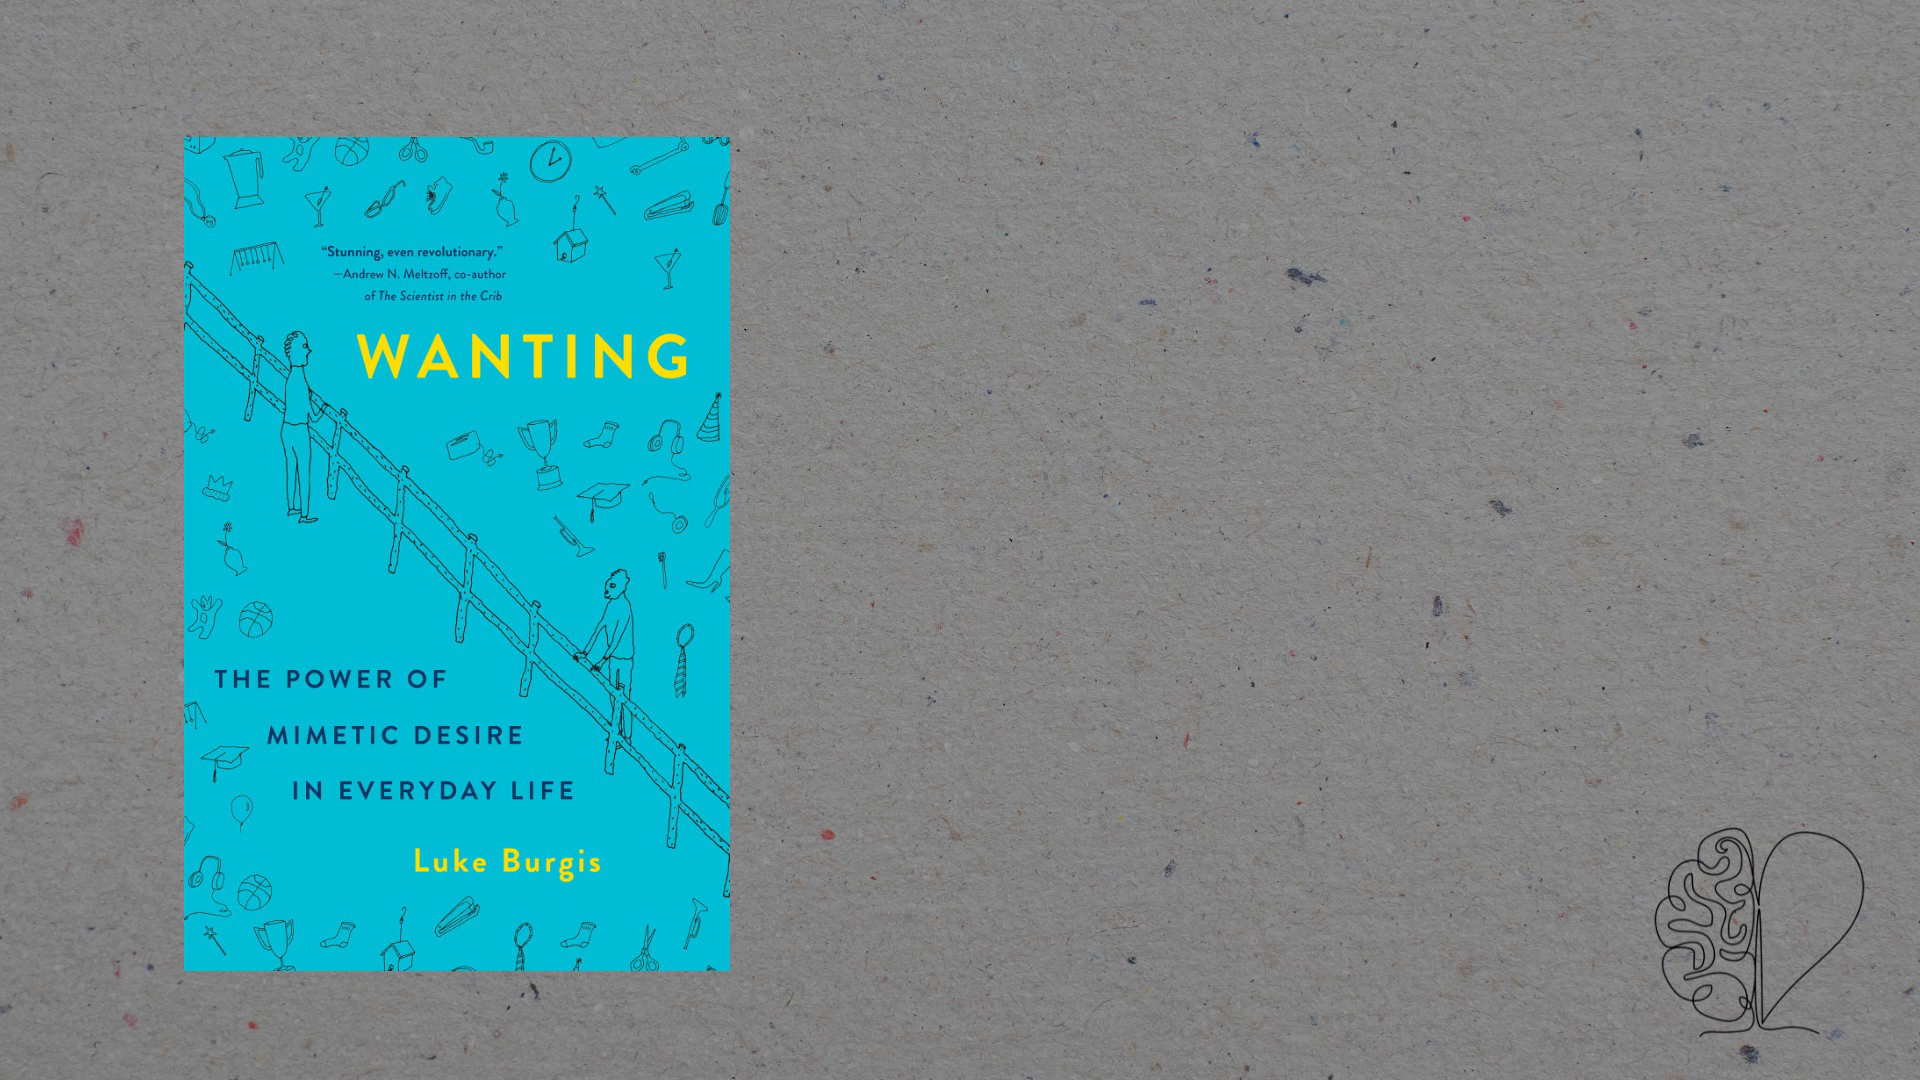 “Stunning, even revolutionary.”
—Andrew N. Meltzoff, co-author
of The Scientist in the Crib
WANTING
THE POWER OF
MIMETIC DESIRE
IN EVERYDAY LIFE
Luke Burgis